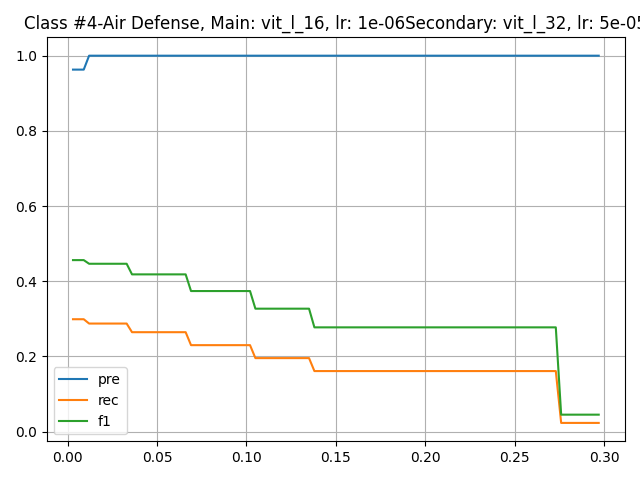 Class #4-Air Defense, Main: vit_l_16, lr: 1e-06Secondary: vit_l_32, lr: 5e-05
1.0
0.8
0.6
0.4
0.2
0.0
pre
rec
f1
0.00 0.05 0.10 0.15 0.20 0.25 0.30